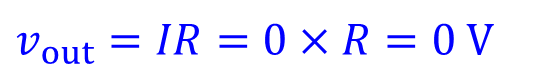 v_out = IR = 0 × R = 0 V